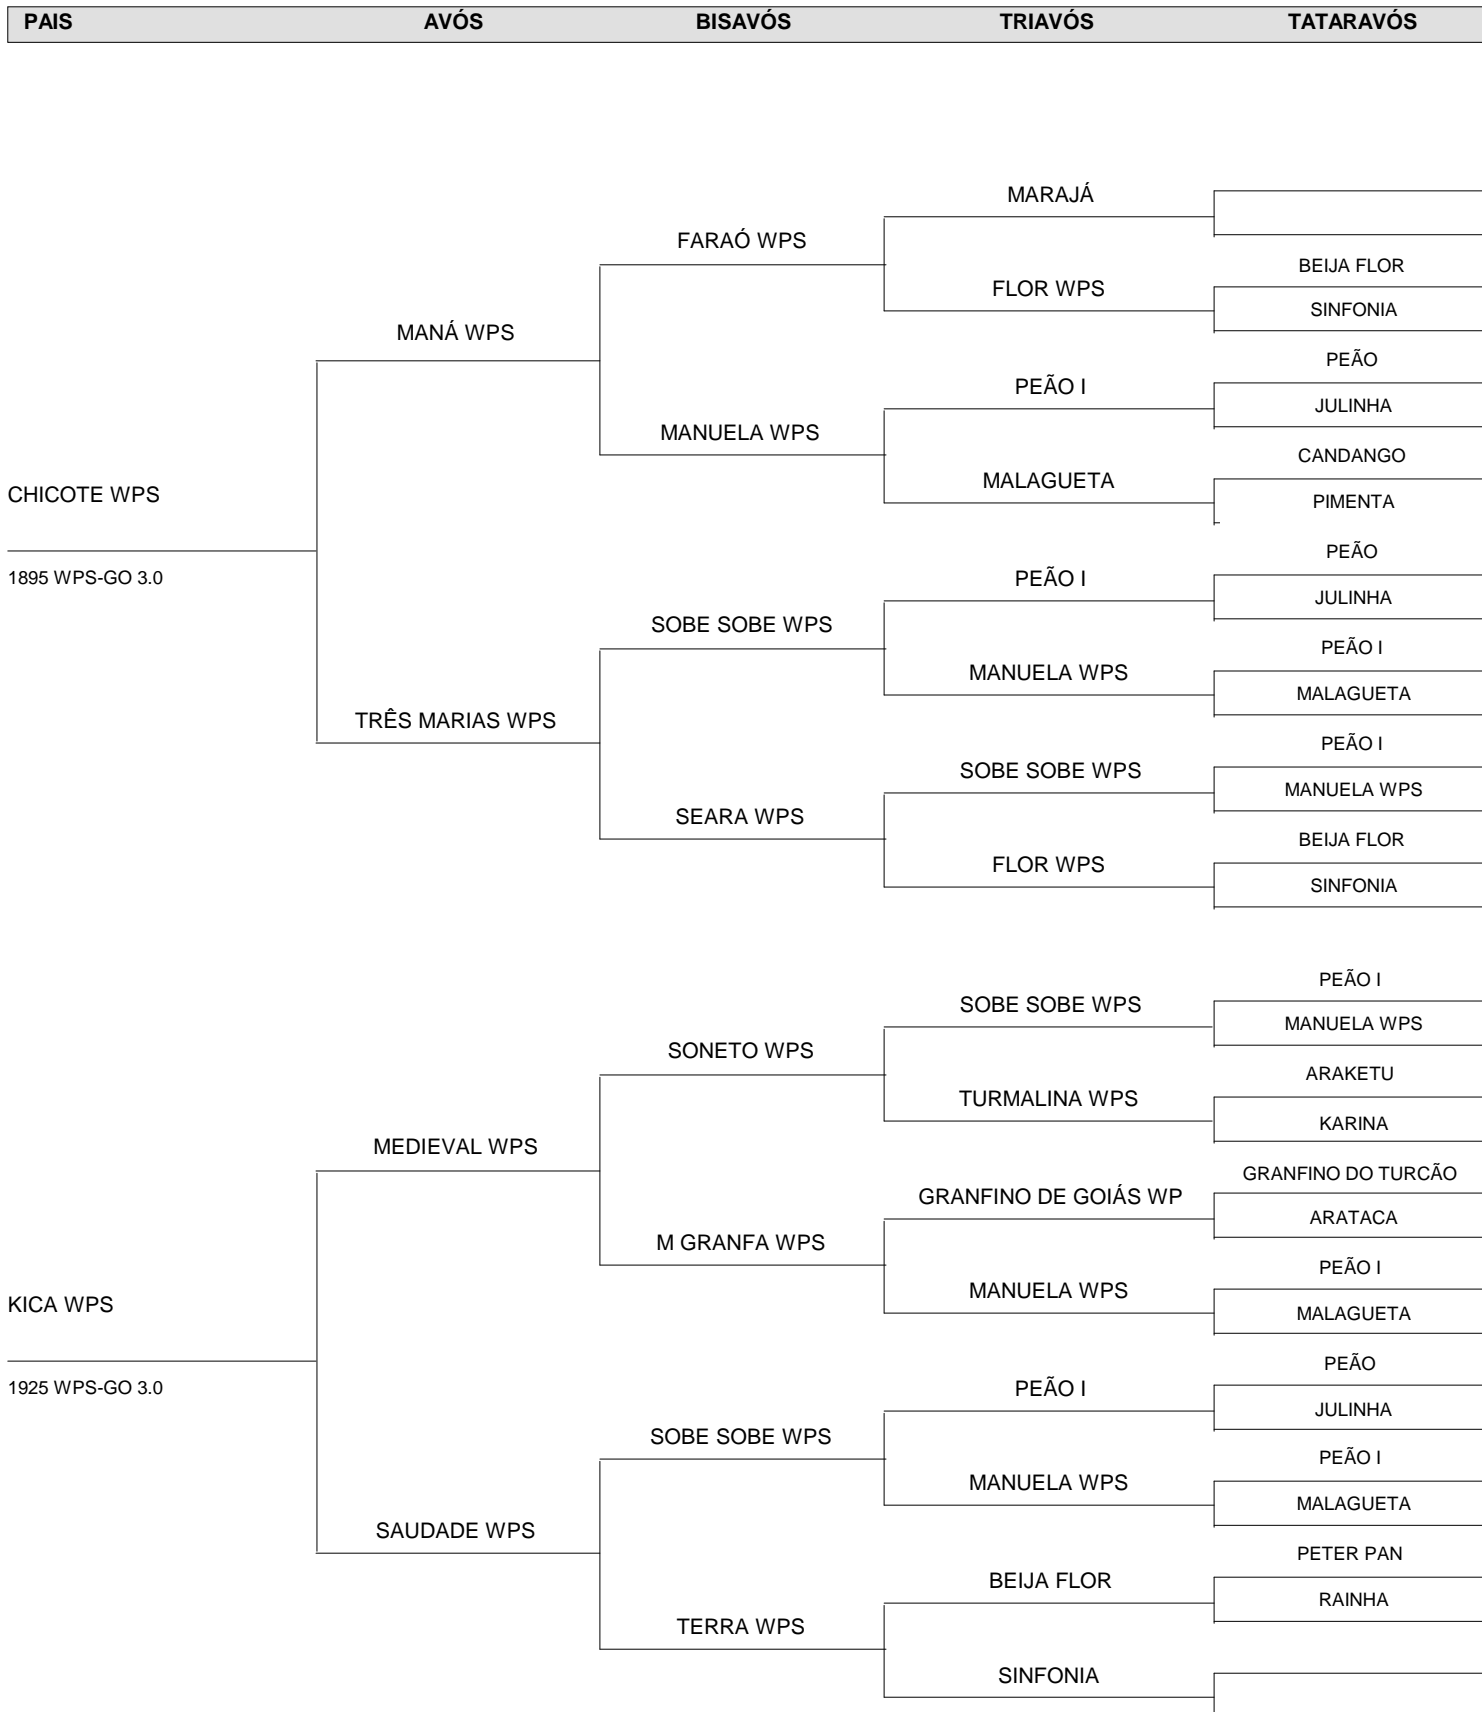 PAIS AVÓS BISAVÓS TRIAVÓS TATARAVÓS
MARAJÁ
FARAÓ WPS
BEIJA FLOR
FLOR WPS
SINFONIA
MANÁ WPS
PEÃO
PEÃO I
JULINHA
MANUELA WPS
CANDANGO
MALAGUETA
PIMENTA
CHICOTE WPS
PEÃO
1895 WPS-GO 3.0
PEÃO I
JULINHA
SOBE SOBE WPS
PEÃO I
MANUELA WPS
MALAGUETA
TRÊS MARIAS WPS
PEÃO I
SOBE SOBE WPS
MANUELA WPS
SEARA WPS
BEIJA FLOR
FLOR WPS
SINFONIA
PEÃO I
SOBE SOBE WPS
MANUELA WPS
SONETO WPS
ARAKETU
TURMALINA WPS
KARINA
MEDIEVAL WPS
GRANFINO DO TURCÃO
GRANFINO DE GOIÁS WP
ARATACA
M GRANFA WPS
PEÃO I
MANUELA WPS
MALAGUETA
KICA WPS
PEÃO
1925 WPS-GO 3.0
PEÃO I
JULINHA
SOBE SOBE WPS
PEÃO I
MANUELA WPS
MALAGUETA
SAUDADE WPS
PETER PAN
BEIJA FLOR
RAINHA
TERRA WPS
SINFONIA